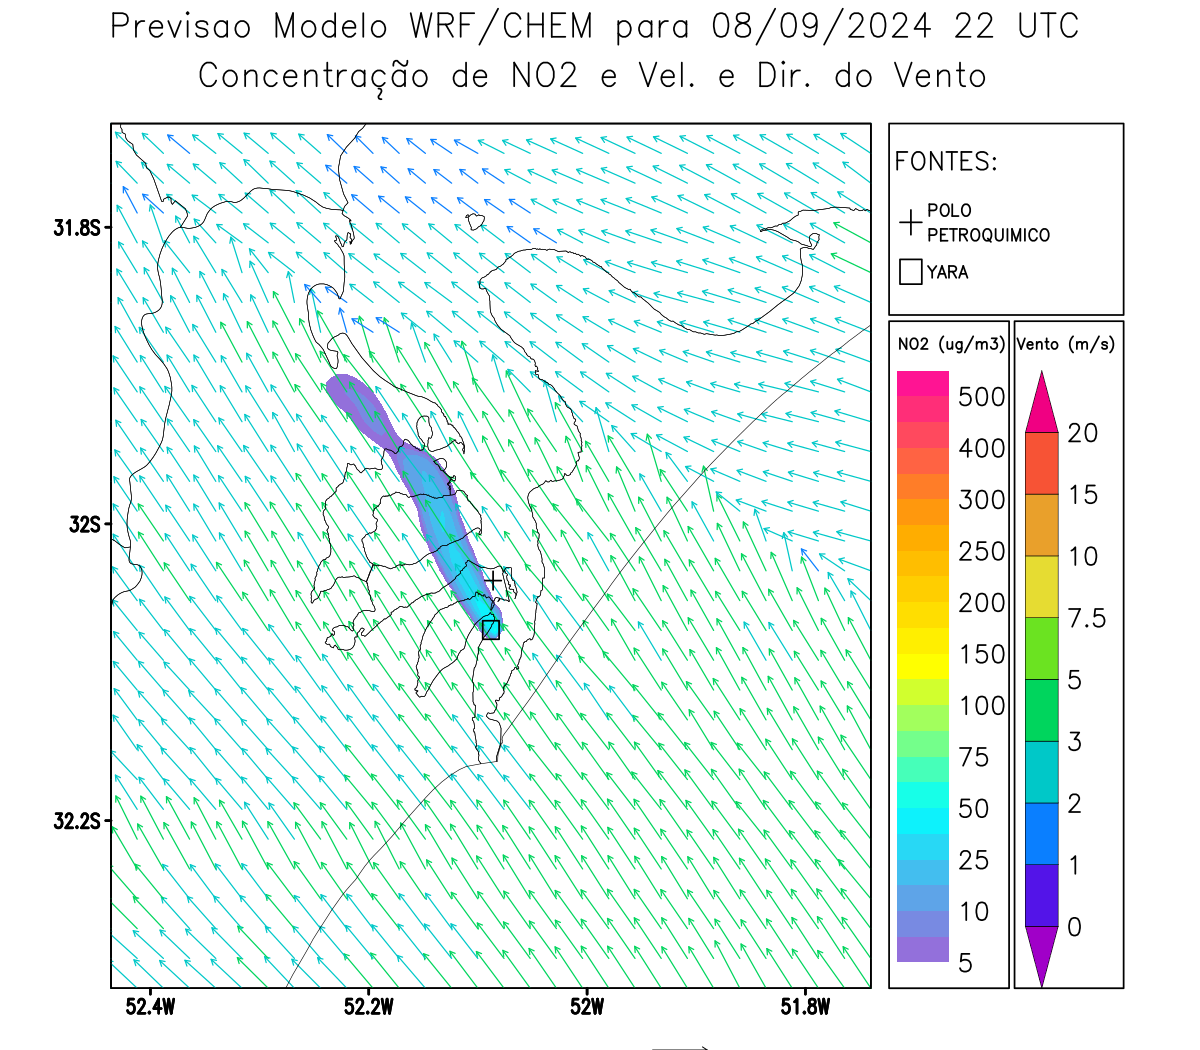 Previsao Modelo WRF/CHEM para 08/09/2024 22 UTC
Concentração de NO2 e Vel. e Dir. do Vento
FONTES:
POLO
PETROQUIMICO
YARA
NO2 (ug/m3)
500
400
300
250
200
150
100
75
50
25
10
5
Vento (m/s)
20
15
10
7.5
5
3
2
1
0
31.8S
32S
32.2S
52.4W 52.2W 52W 51.8W